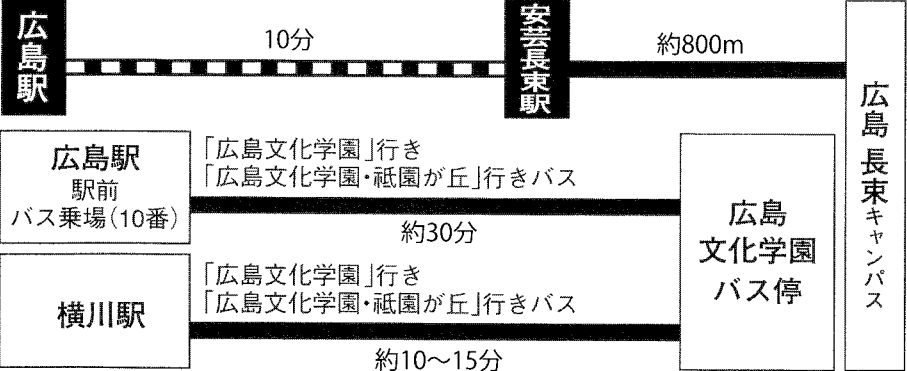 広島駅
10分
安芸長束駅
約800m
広島長束キャンパス
広島駅
駅前
バス乗場(10番)
「広島文化学園」行き
「広島文化学園・祗園が丘」行きバス
約30分
横川駅
「広島文化学園」行き
「広島文化学園・祗園が丘」行きバス
約10〜15分
広島
文化学園
バス停